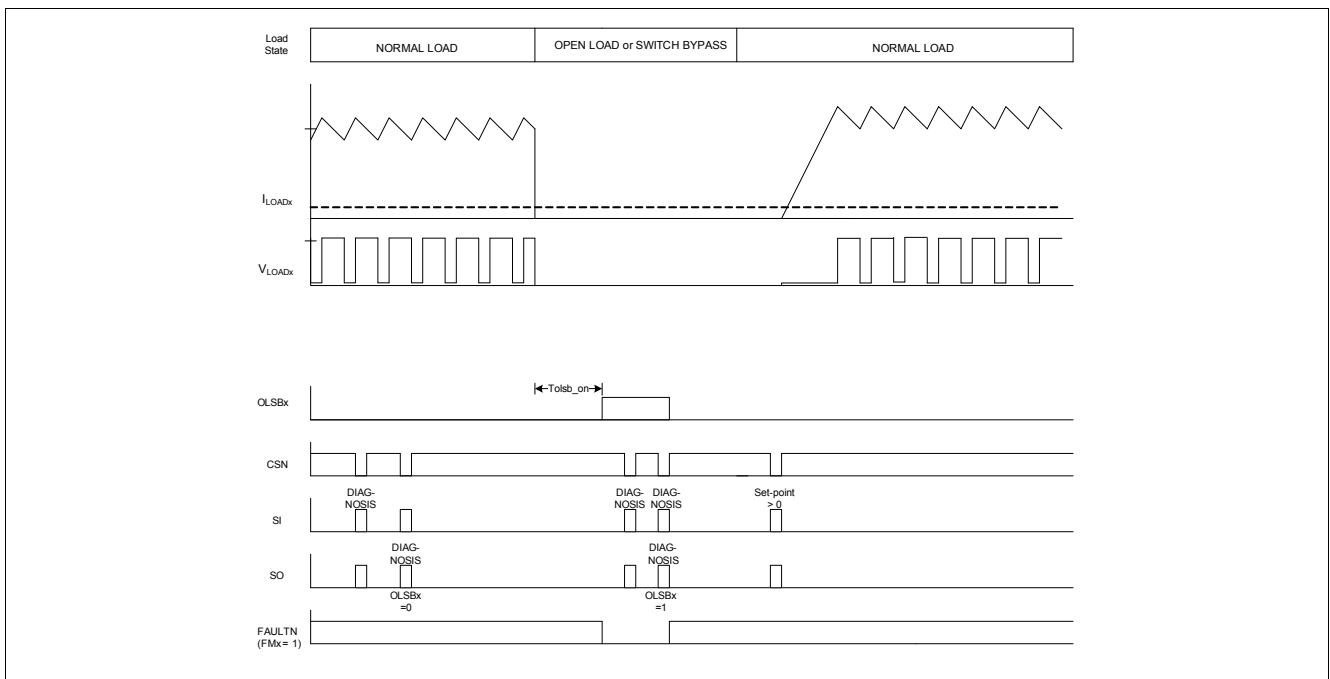 Load
State
NORMAL LOAD
OPEN LOAD or SWITCH BYPASS
NORMAL LOAD
ILOADx
VLOADx
Tolsb_on
OLSBx
CSN
DIAG-
NOSIS
DIAG-
NOSIS
DIAG-
NOSIS
Set-point
> 0
SI
DIAG-
NOSIS
DIAG-
NOSIS
SO
OLSBx
=0
OLSBx
=1
FAULTN
(FMx = 1)